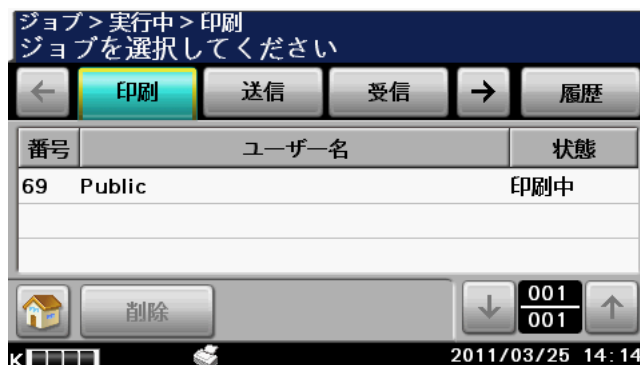 ジョブ > 実行中 > 印刷
ジョブを選択してください
← 印刷 送信 受信 → 履歴
番号 ユーザー名 状態
69 Public 印刷中
削除 ↓ 001 ↑
001
K 2011/03/25 14:14